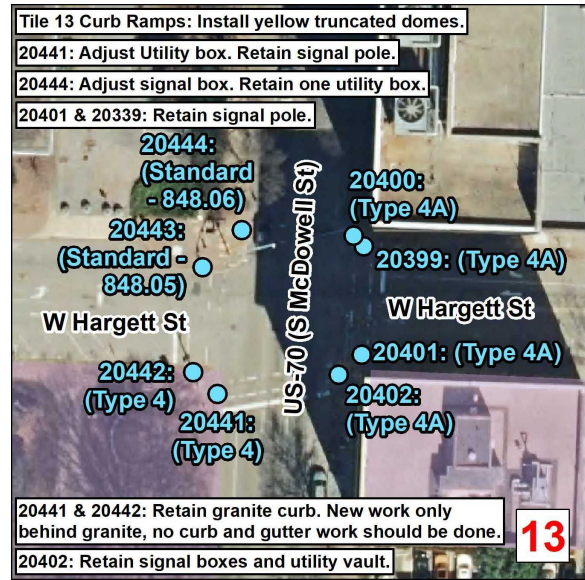 Tile 13 Curb Ramps: Install yellow truncated domes.
20441: Adjust Utility box. Retain signal pole.
20444: Adjust signal box. Retain one utility box.
20401 & 20339: Retain signal pole.
20444:
(Standard
- 848.06)
20400:
(Type 4A)
20443:
(Standard -
848.05)
20399: (Type 4A)
US-70 (S McDowell St)
W Hargett St
W Hargett St
20401: (Type 4A)
20442:
(Type 4)
20402:
(Type 4A)
20441:
(Type 4)
20441 & 20442: Retain granite curb. New work only
behind granite, no curb and gutter work should be done.
13
20402: Retain signal boxes and utility vault.